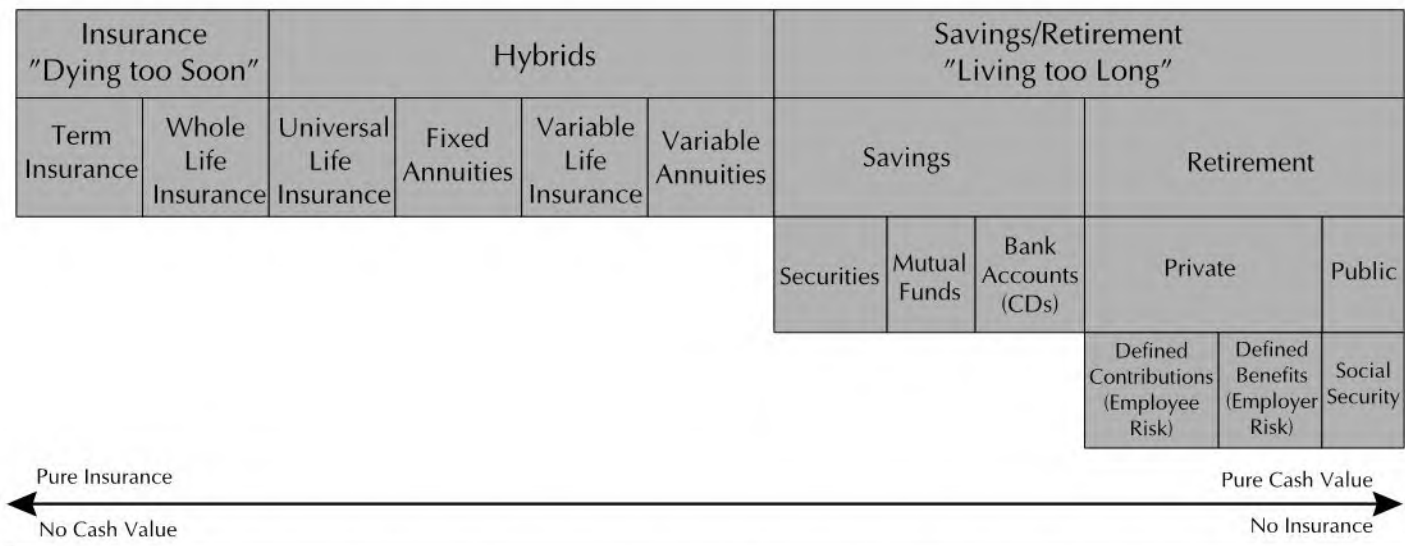 Insurance
"Dying too Soon"
Hybrids
Savings/Retirement
"Living too Long"
Term
Insurance
Whole
Life
Insurance
Universal
Life
Insurance
Fixed
Annuities
Variable
Life
Insurance
Variable
Annuities
Savings
Retirement
Securities
Mutual
Funds
Bank
Accounts
(CDs)
Private
Public
Defined
Contributions
(Employee
Risk)
Defined
Benefits
(Employer
Risk)
Social
Security
Pure Insurance
Pure Cash Value
No Cash Value
No Insurance